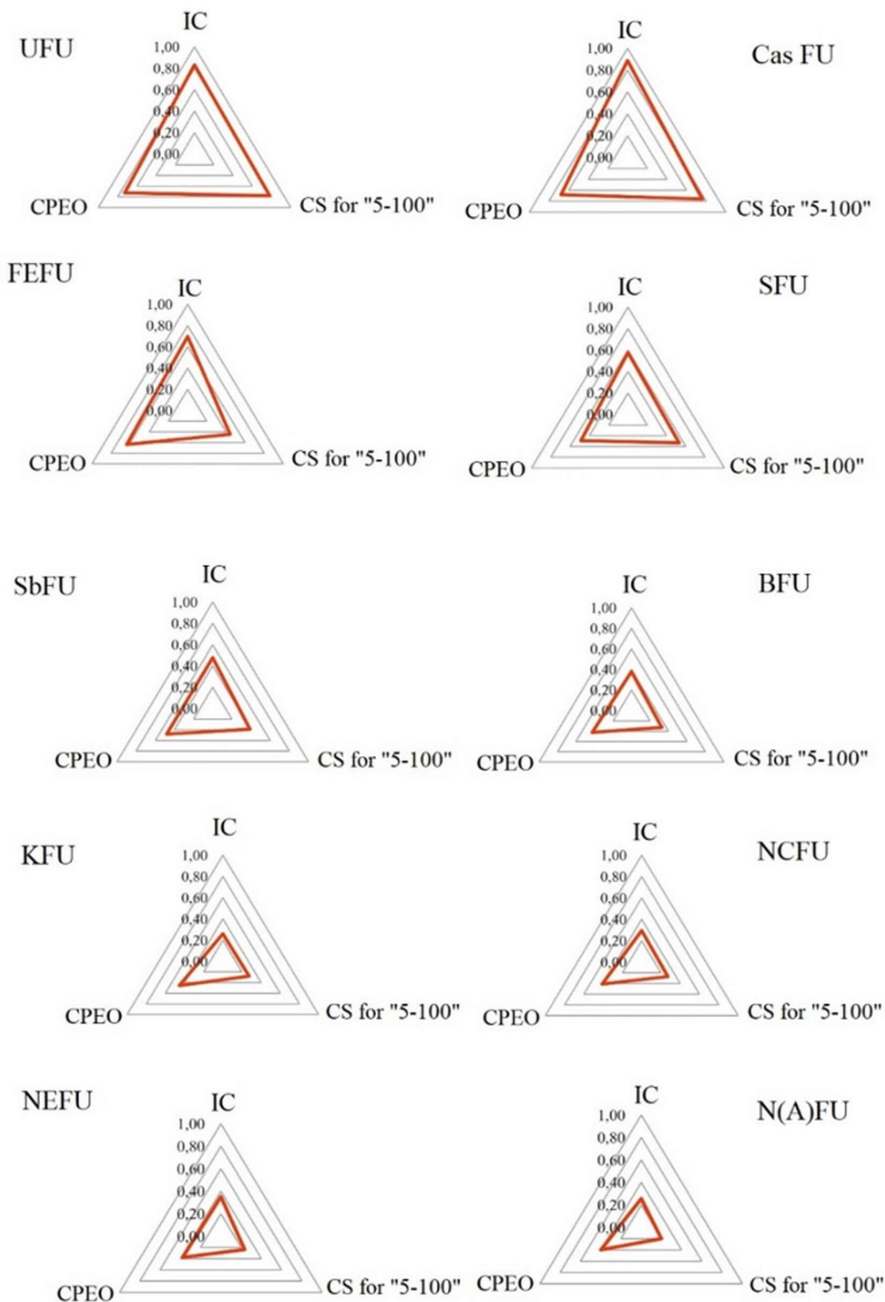 UFU
IC
1,00
0,80
0,60
0,40
0,20
0,00
CPEO
CS for "5-100"
Cas FU
IC
1,00
0,80
0,60
0,40
0,20
0,00
CPEO
CS for "5-100"
FEFU
IC
1,00
0,80
0,60
0,40
0,20
0,00
CPEO
CS for "5-100"
SFU
IC
1,00
0,80
0,60
0,40
0,20
0,00
CPEO
CS for "5-100"
SbFU
IC
1,00
0,80
0,60
0,40
0,20
0,00
CPEO
CS for "5-100"
BFU
IC
1,00
0,80
0,60
0,40
0,20
0,00
CPEO
CS for "5-100"
KFU
IC
1,00
0,80
0,60
0,40
0,20
0,00
CPEO
CS for "5-100"
NCFU
IC
1,00
0,80
0,60
0,40
0,20
0,00
CPEO
CS for "5-100"
NEFU
IC
1,00
0,80
0,60
0,40
0,20
0,00
CPEO
CS for "5-100"
N(A)FU
IC
1,00
0,80
0,60
0,40
0,20
0,00
CPEO
CS for "5-100"